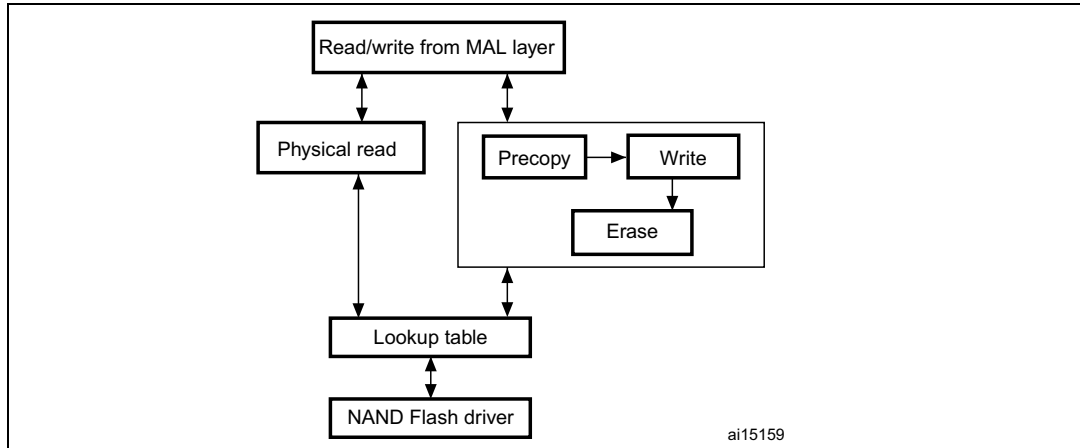 Read/write from MAL layer
Physical read
Precopy
Write
Erase
Lookup table
NAND Flash driver
ai15159